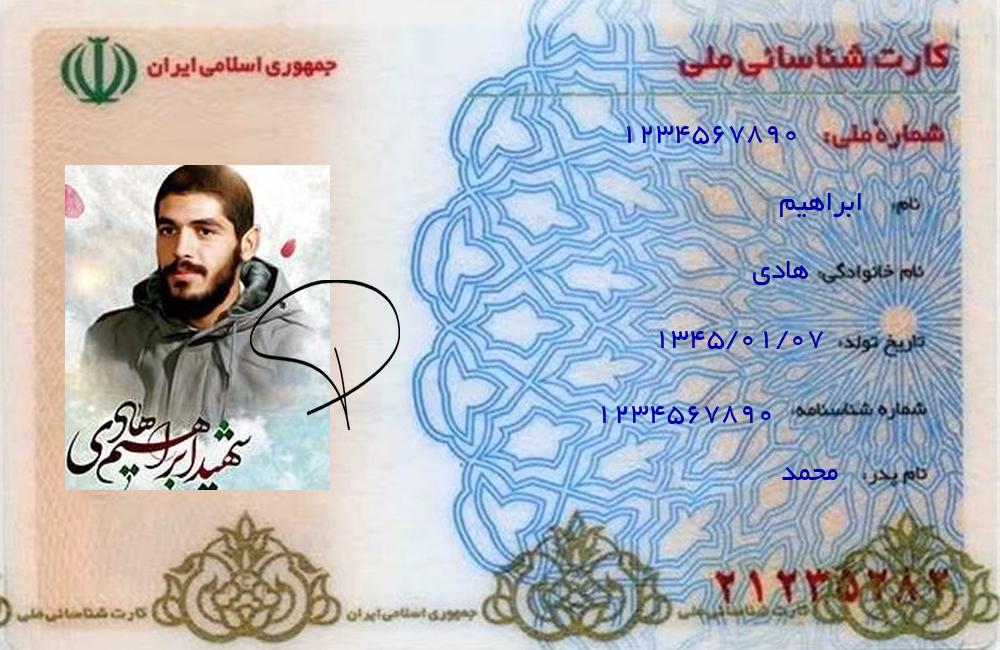 کارت شناسائی ملی
جمهوری اسلامی ایران
شمارهٔ ملی: ۱۲۳۴۵۶۷۸۹۰
نام: ابراهیم
نام خانوادگی: هادی
تاریخ تولد: ۱۳۴۵/۰۱/۰۷
شماره شناسنامه: ۱۲۳۴۵۶۷۸۹۰
نام پدر: محمد
شهید ابراهیم هادی
۲۱۲۳۵۲۸۳
کارت شناسائی ملی
جمهوری اسلامی ایران
کارت شناسائی ملی